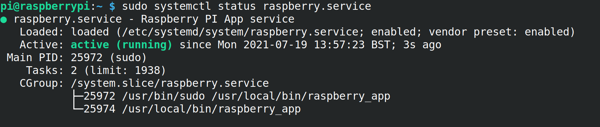 pi@raspberrypi:~ $ sudo systemctl status raspberry.service
● raspberry.service - Raspberry PI App service
Loaded: loaded (/etc/systemd/system/raspberry.service; enabled; vendor preset: enabled)
Active: active (running) since Mon 2021-07-19 13:57:23 BST; 3s ago
Main PID: 25972 (sudo)
Tasks: 2 (limit: 1938)
CGroup: /system.slice/raspberry.service
├─25972 /usr/bin/sudo /usr/local/bin/raspberry_app
└─25974 /usr/local/bin/raspberry_app